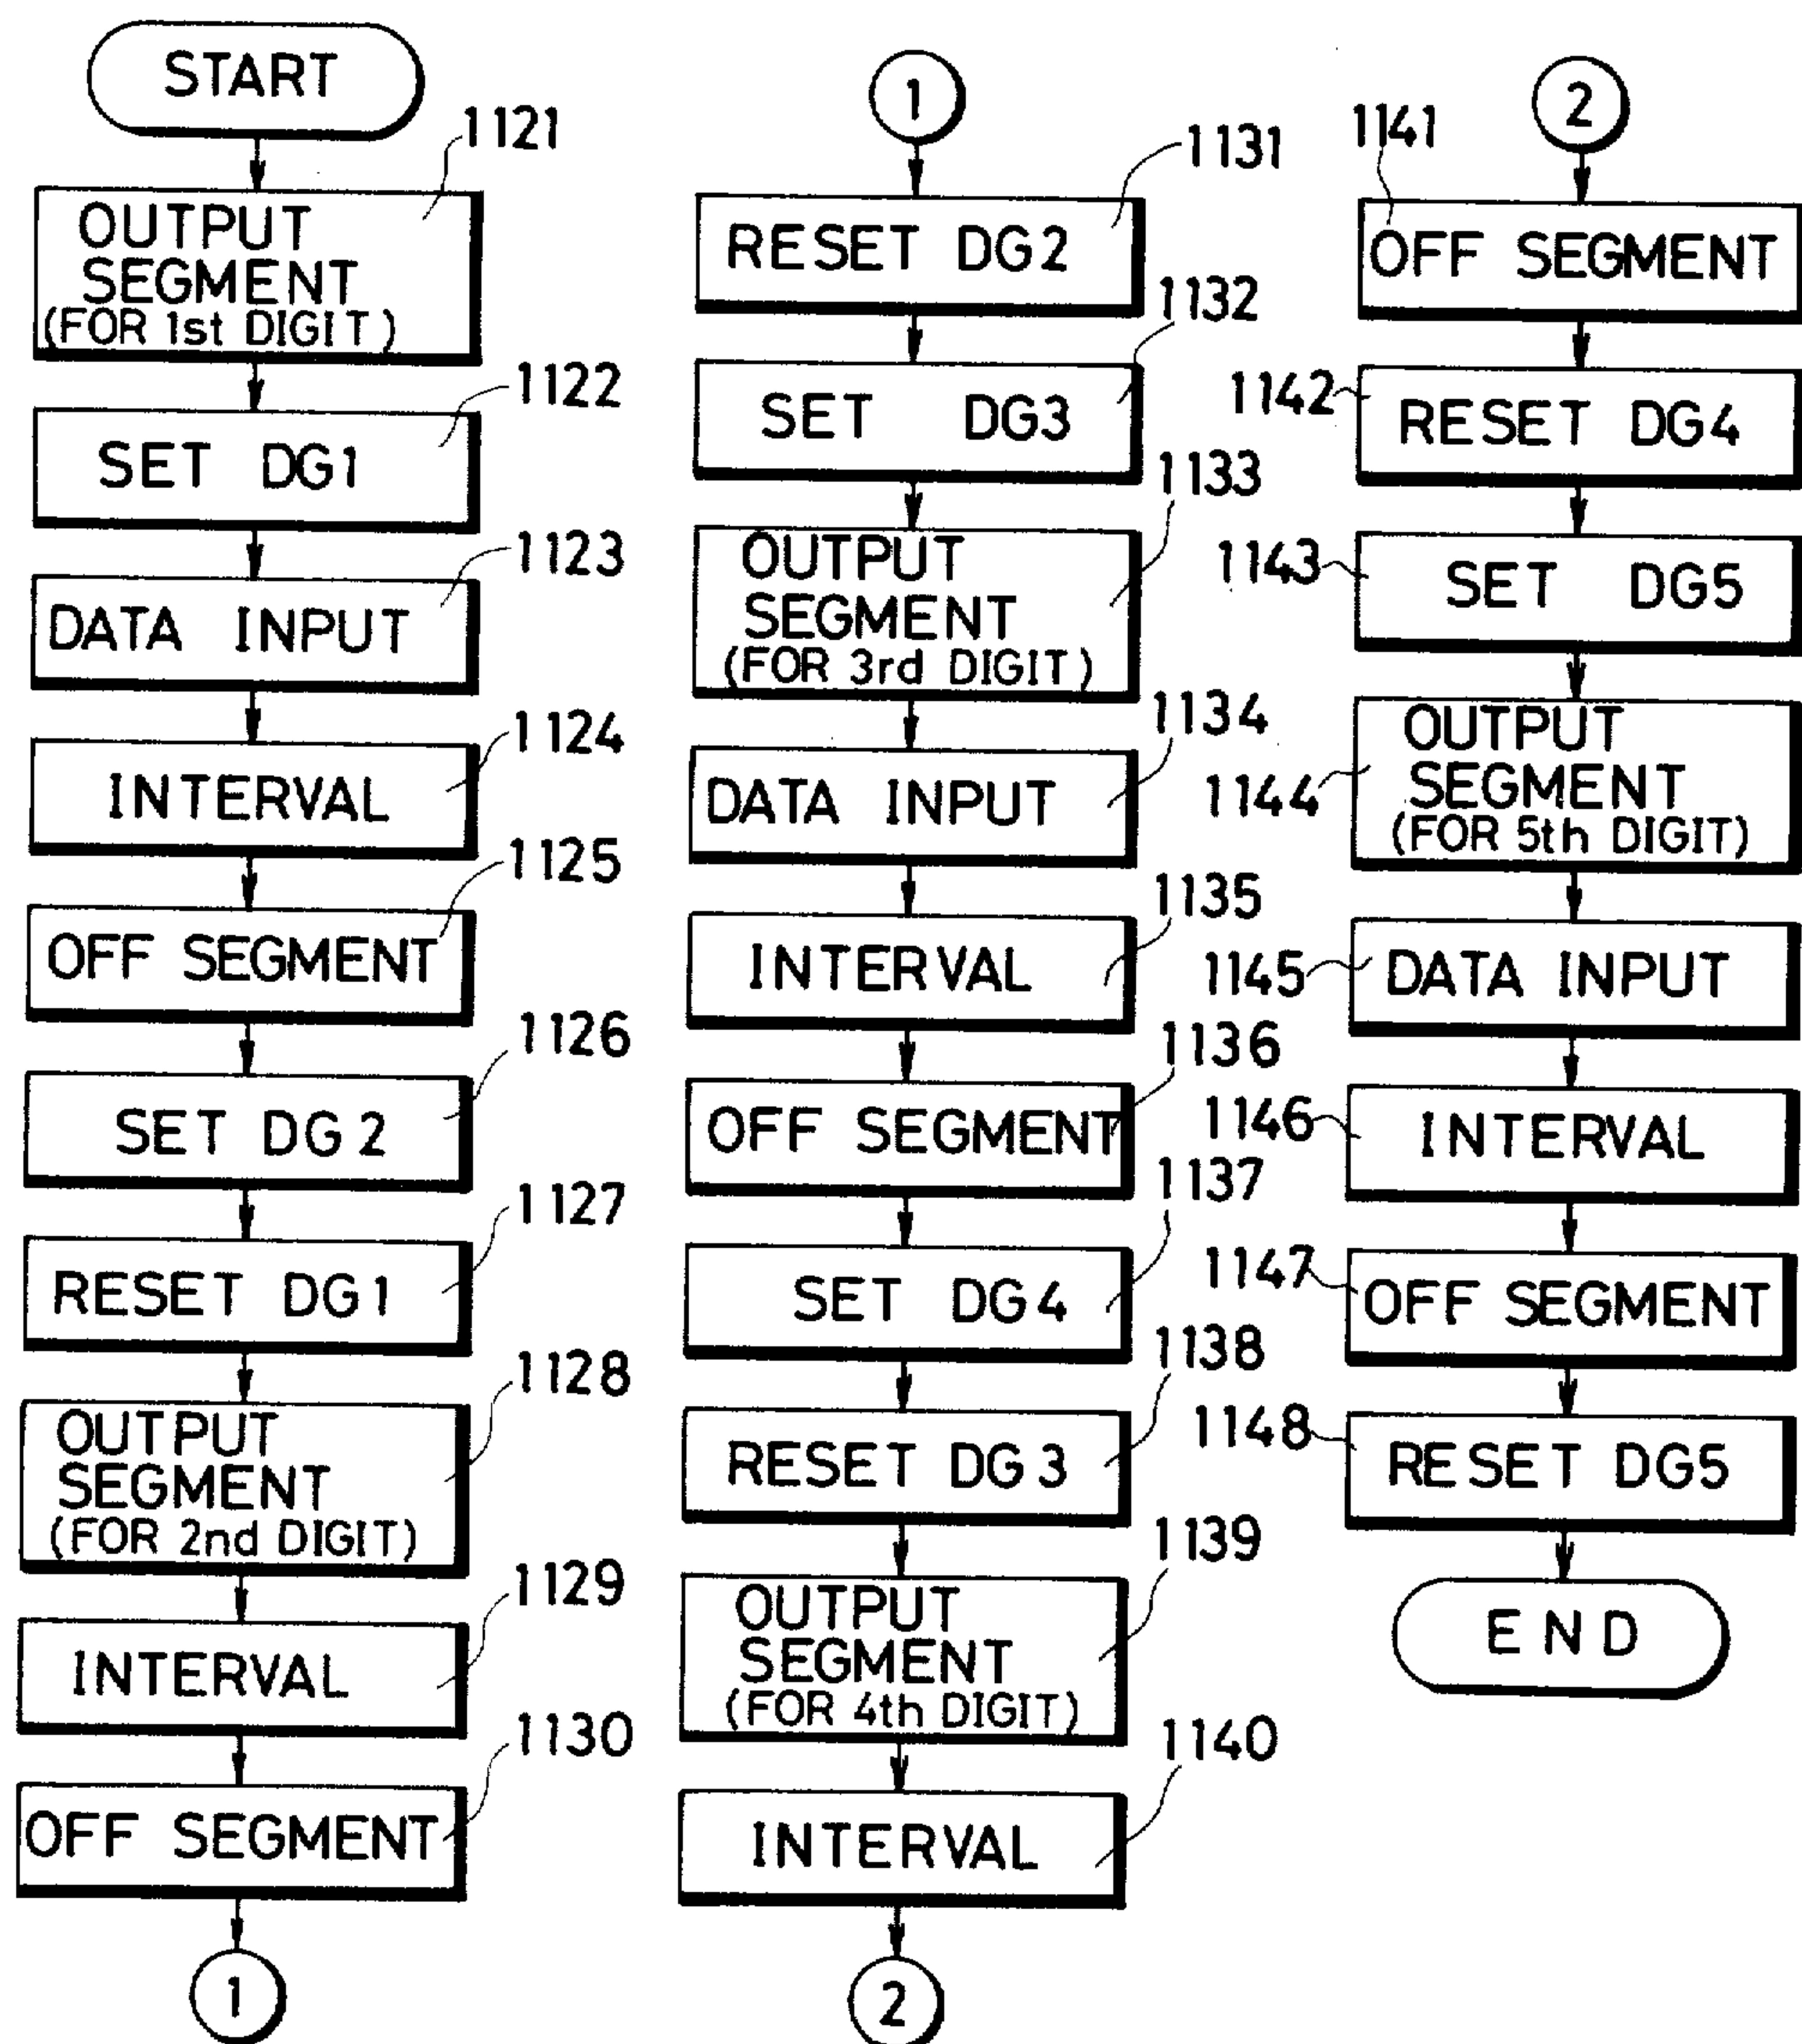 START
1121
OUTPUT
SEGMENT
(FOR 1st DIGIT)
1122
SET DG1
1123
DATA INPUT
1124
INTERVAL
1125
OFF SEGMENT
1126
SET DG2
1127
RESET DG1
1128
OUTPUT
SEGMENT
(FOR 2nd DIGIT)
1129
INTERVAL
1130
OFF SEGMENT
1
1
1131
RESET DG2
1132
SET DG3
1133
OUTPUT
SEGMENT
(FOR 3rd DIGIT)
1134
DATA INPUT
1135
INTERVAL
1136
OFF SEGMENT
1137
SET DG4
1138
RESET DG3
1139
OUTPUT
SEGMENT
(FOR 4th DIGIT)
1140
INTERVAL
2
2
1141
OFF SEGMENT
1142
RESET DG4
1143
SET DG5
1144
OUTPUT
SEGMENT
(FOR 5th DIGIT)
1145
DATA INPUT
1146
INTERVAL
1147
OFF SEGMENT
1148
RESET DG5
END